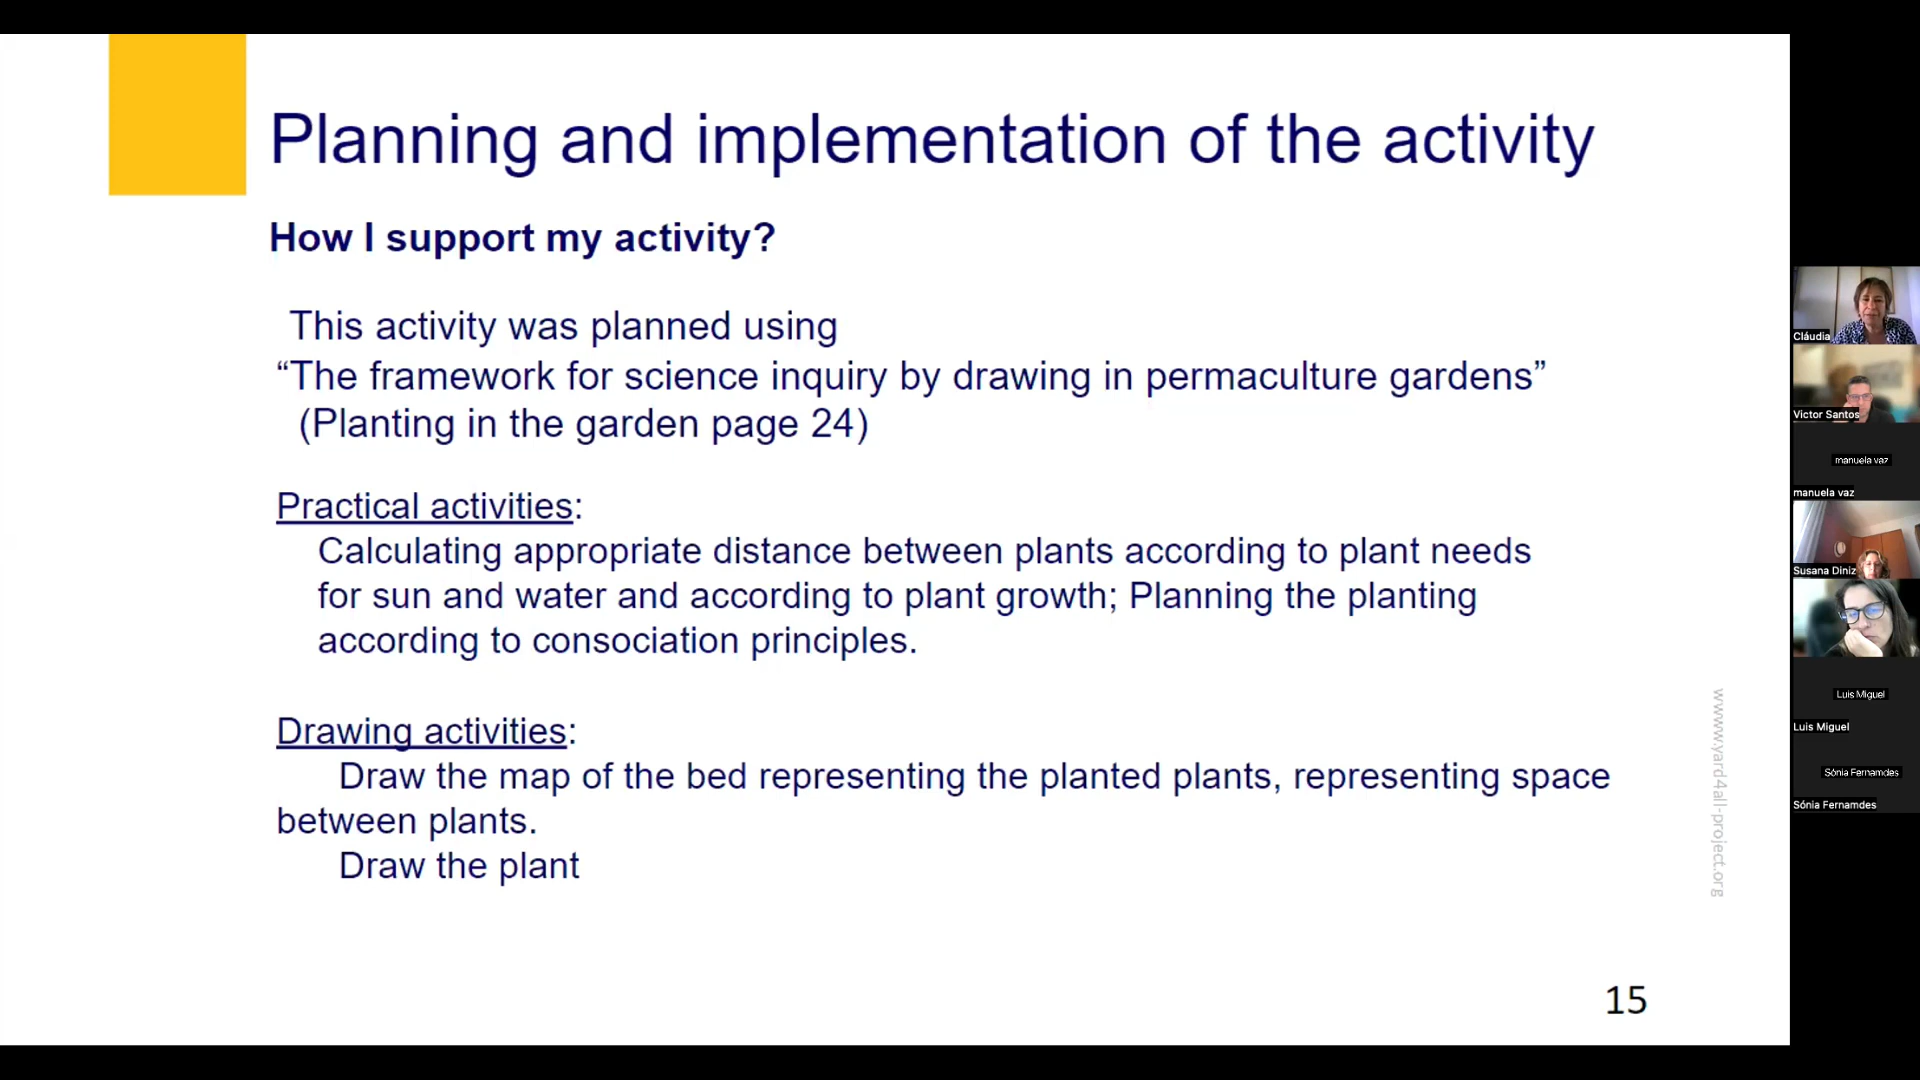 Planning and implementation of the activity
How I support my activity?
This activity was planned using
“The framework for science inquiry by drawing in permaculture gardens”
(Planting in the garden page 24)
Practical activities:
Calculating appropriate distance between plants according to plant needs
for sun and water and according to plant growth; Planning the planting
according to consociation principles.
Drawing activities:
Draw the map of the bed representing the planted plants, representing space
between plants.
Draw the plant
www.yard4all-project.org
15
Cláudia
Victor Santos
manuela vaz
manuela vaz
Susana Diniz
Luis Miguel
Luis Miguel
Sónia Fernamdes
Sónia Fernamdes